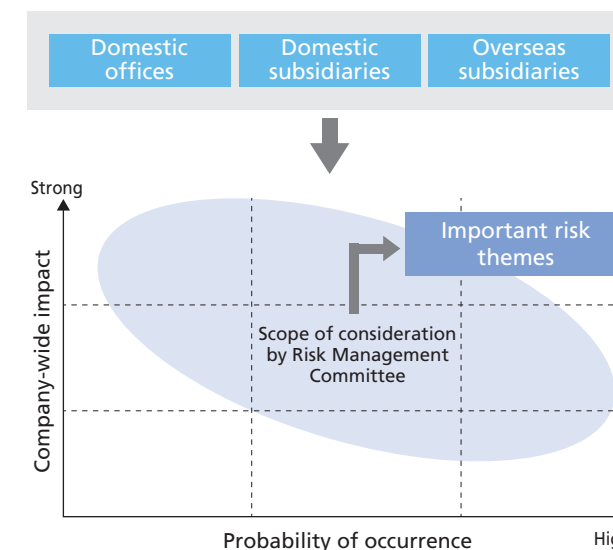 Domestic
offices
Domestic
subsidiaries
Overseas
subsidiaries
Strong
Company-wide impact
Important risk
themes
Scope of consideration
by Risk Management
Committee
Probability of occurrence